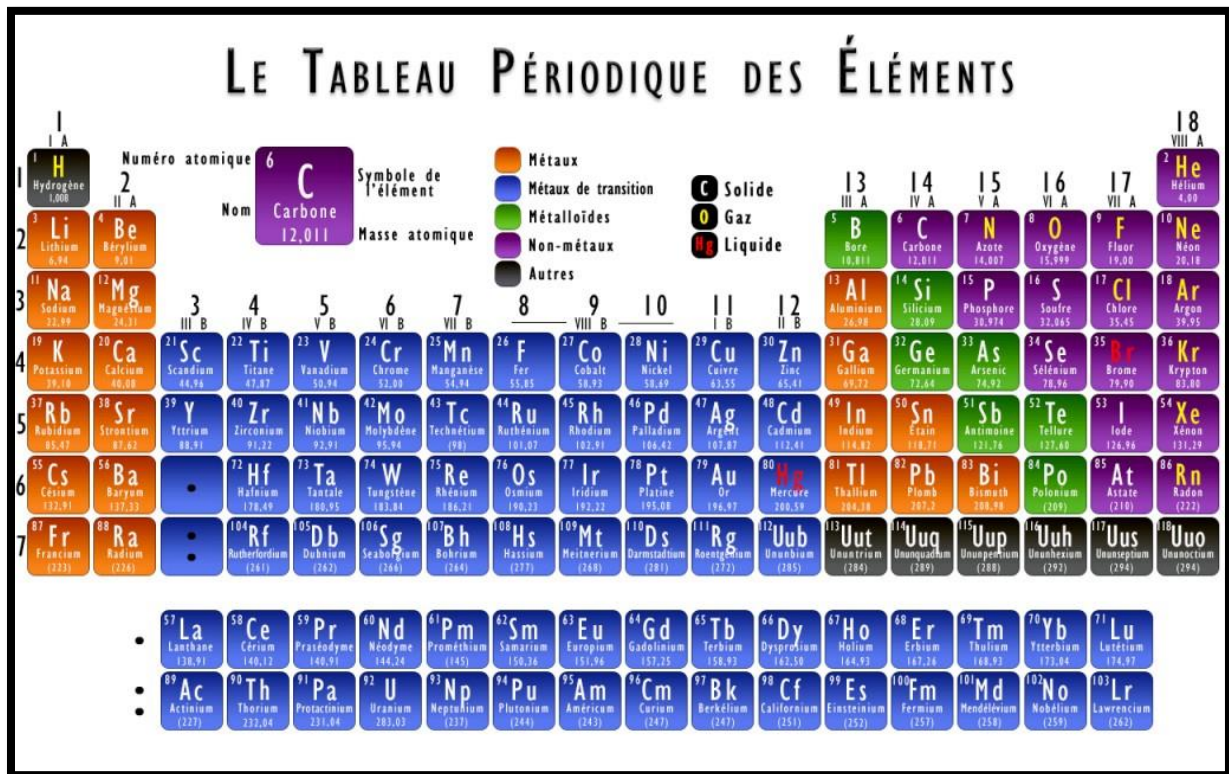 LE TABLEAU PÉRIODIQUE DES ÉLÉMENTS
1 18
I A VIII A
Numéro atomique 6 C Carbone 12,011 Symbole de l'élément
Nom Masse atomique
Métaux
Métaux de transition
Métalloïdes
Non-métaux
Autres
C Solide
O Gaz
Hg Liquide
1
1 H 2 He
Hydrogène Hélium
1,008 4,00
2 13 14 15 16 17
II A III A IV A V A VI A VII A
2
3 Li 4 Be 5 B 6 C 7 N 8 O 9 F 10 Ne
Lithium Bérylium Bore Carbone Azote Oxygène Fluor Néon
6,94 9,01 10,811 12,011 14,007 15,999 19,00 20,18
3
11 Na 12 Mg 13 Al 14 Si 15 P 16 S 17 Cl 18 Ar
Sodium Magnésium Aluminium Silicium Phosphore Soufre Chlore Argon
22,99 24,31 26,98 28,09 30,974 32,065 35,45 39,95
3 4 5 6 7 8 9 10 11 12
III B IV B V B VI B VII B VIII B I B II B
4
19 K 20 Ca 21 Sc 22 Ti 23 V 24 Cr 25 Mn 26 F 27 Co 28 Ni 29 Cu 30 Zn 31 Ga 32 Ge 33 As 34 Se 35 Br 36 Kr
Potassium Calcium Scandium Titane Vanadium Chrome Manganèse Fer Cobalt Nickel Cuivre Zinc Gallium Germanium Arsenic Sélénium Brome Krypton
39,10 40,08 44,96 47,87 50,94 52,00 54,94 55,85 58,93 58,69 63,55 65,41 69,72 72,64 74,92 78,96 79,90 83,80
5
37 Rb 38 Sr 39 Y 40 Zr 41 Nb 42 Mo 43 Tc 44 Ru 45 Rh 46 Pd 47 Ag 48 Cd 49 In 50 Sn 51 Sb 52 Te 53 I 54 Xe
Rubidium Strontium Yttrium Zirconium Niobium Molybdène Technétium Ruthénium Rhodium Palladium Argent Cadmium Indium Étain Antimoine Tellure Iode Xénon
85,47 87,62 88,91 91,22 92,91 95,94 (98) 101,07 102,91 106,42 107,87 112,41 114,82 118,71 121,76 127,60 126,96 131,29
6
55 Cs 56 Ba • 72 Hf 73 Ta 74 W 75 Re 76 Os 77 Ir 78 Pt 79 Au 80 Hg 81 Tl 82 Pb 83 Bi 84 Po 85 At 86 Rn
Césium Baryum Hafnium Tantale Tungstène Rhénium Osmium Iridium Platine Or Mercure Thallium Plomb Bismuth Polonium Astate Radon
132,91 137,33 178,49 180,95 183,84 186,21 190,23 192,22 195,08 196,97 200,59 204,38 207,2 208,98 (209) (210) (222)
7
87 Fr 88 Ra •• 104 Rf 105 Db 106 Sg 107 Bh 108 Hs 109 Mt 110 Ds 111 Rg 112 Uub 113 Uut 114 Uuq 115 Uup 116 Uuh 117 Uus 118 Uuo
Francium Radium Rutherfordium Dubnium Seaborgium Bohrium Hassium Meitnerium Darmstadtium Roentgenium Ununbium Ununtrium Ununquadium Ununpentium Ununhexium Ununseptium Ununoctium
(223) (226) (261) (262) (266) (264) (277) (268) (281) (272) (285) (284) (289) (288) (292) (294) (294)
• 57 La 58 Ce 59 Pr 60 Nd 61 Pm 62 Sm 63 Eu 64 Gd 65 Tb 66 Dy 67 Ho 68 Er 69 Tm 70 Yb 71 Lu
Lanthane Cérium Praséodyme Néodyme Prométhium Samarium Europium Gadolinium Terbium Dysprosium Holium Erbium Thulium Ytterbium Lutétium
138,91 140,12 140,91 144,24 (145) 150,36 151,96 157,25 158,93 162,50 164,93 167,26 168,93 173,04 174,97
•• 89 Ac 90 Th 91 Pa 92 U 93 Np 94 Pu 95 Am 96 Cm 97 Bk 98 Cf 99 Es 100 Fm 101 Md 102 No 103 Lr
Actinium Thorium Protactinium Uranium Neptunium Plutonium Américum Curium Berkélium Californium Einsteinium Fermium Mendélévium Nobélium Lawrencium
(227) 232,04 231,04 283,03 (237) (244) (243) (247) (247) (251) (252) (257) (258) (259) (262)